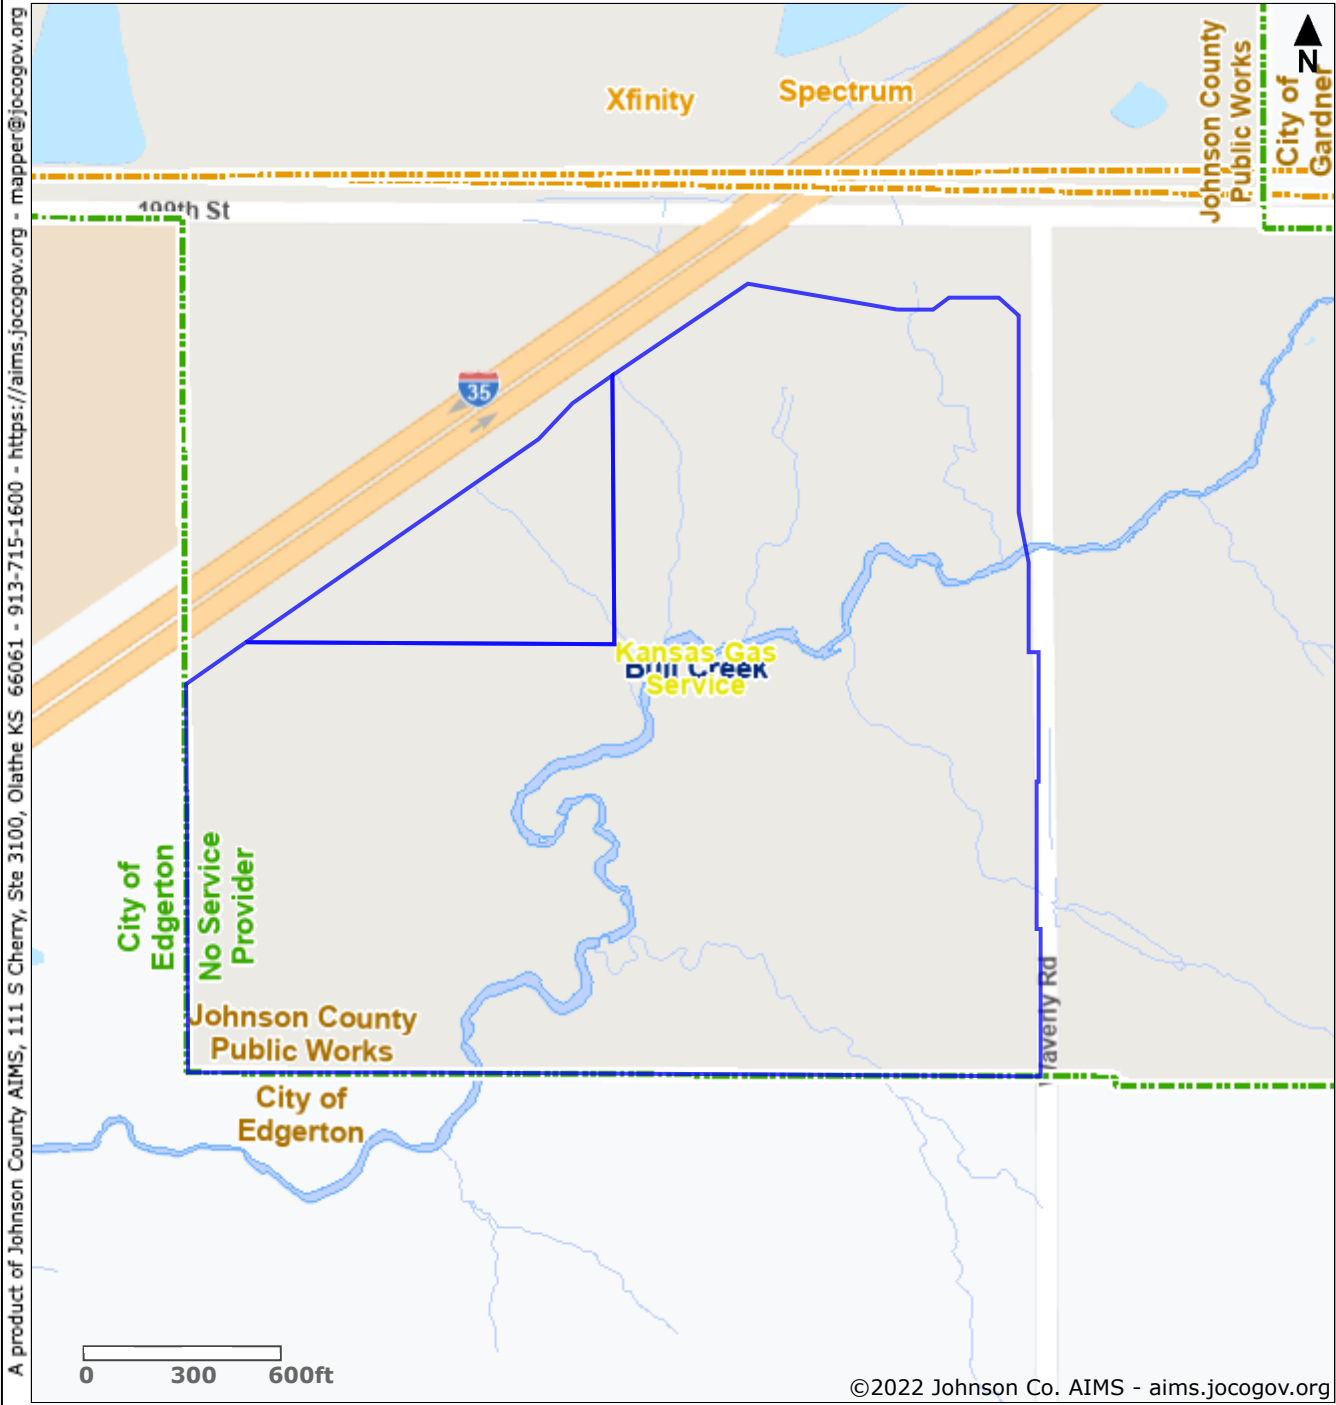 A product of Johnson County AIMS, 111 S Cherry, Ste 3100, Olathe KS 66061 - 913-715-1600 - https://aims.jocogov.org - mapper@jocogov.org
Xfinity
Spectrum
Johnson County
Public Works
City of
Gardner
N
199th St
35
Kansas Gas
Service
Bull Creek
City of
Edgerton
No Service
Provider
Johnson County
Public Works
City of
Edgerton
Waverly Rd
0 300 600ft
©2022 Johnson Co. AIMS - aims.jocogov.org